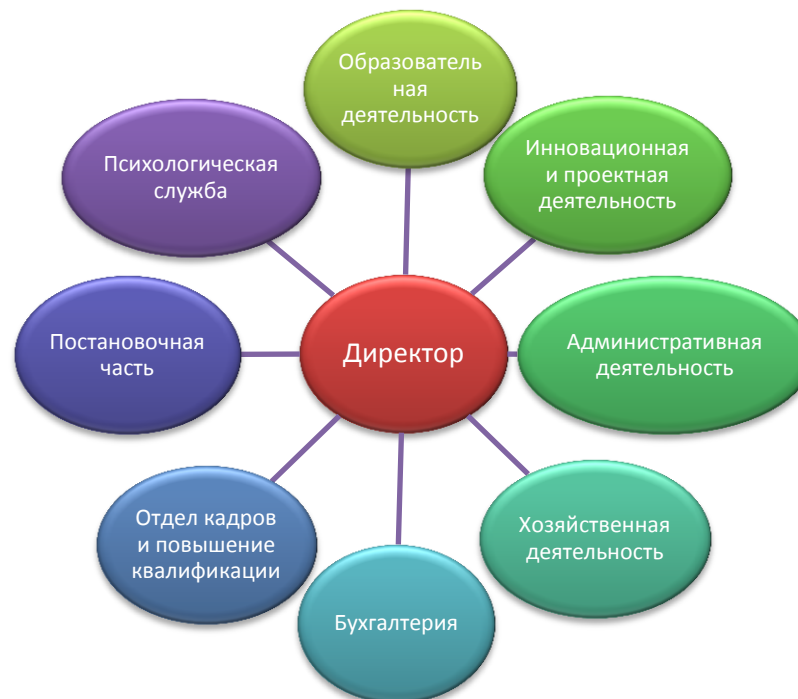 Образователь
ная
деятельность
Инновационная
и проектная
деятельность
Административная
деятельность
Хозяйственная
деятельность
Бухгалтерия
Отдел кадров
и повышение
квалификации
Постановочная
часть
Психологическая
служба
Директор